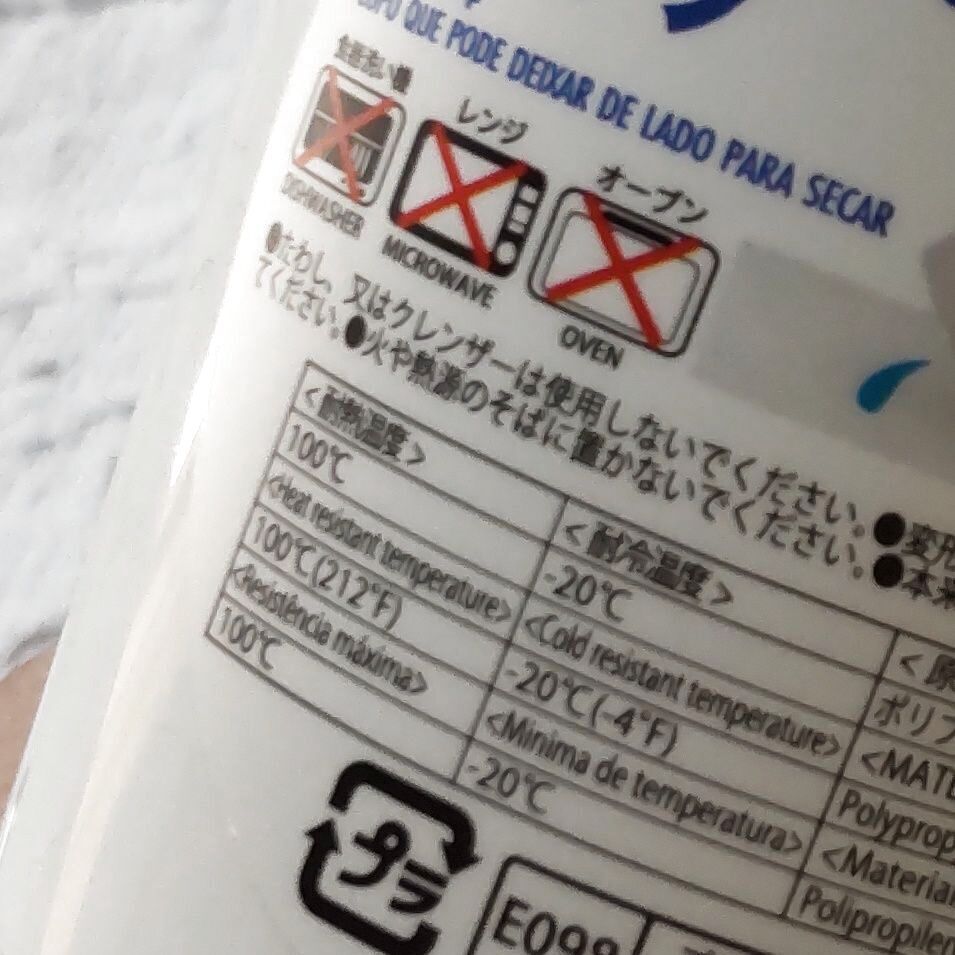 COPO QUE PODE DEIXAR DE LADO PARA SECAR
食器洗い機
レンジ
オーブン
DISHWASHER
MICROWAVE
OVEN
●たわし、又はクレンザーは使用しないでください。●変形
てください。●火や熱源のそばに置かないでください。●本来
<耐熱温度>
100℃
<Heat resistant temperature>
100℃(212°F)
<Resistência máxima>
100℃
<耐冷温度>
-20℃
<Cold resistant temperature>
-20℃(-4°F)
<Mínima de temperatura>
-20℃
<原
ポリプ
<MATE
Polyprop
<Material
Polipropilen
プラ
E098